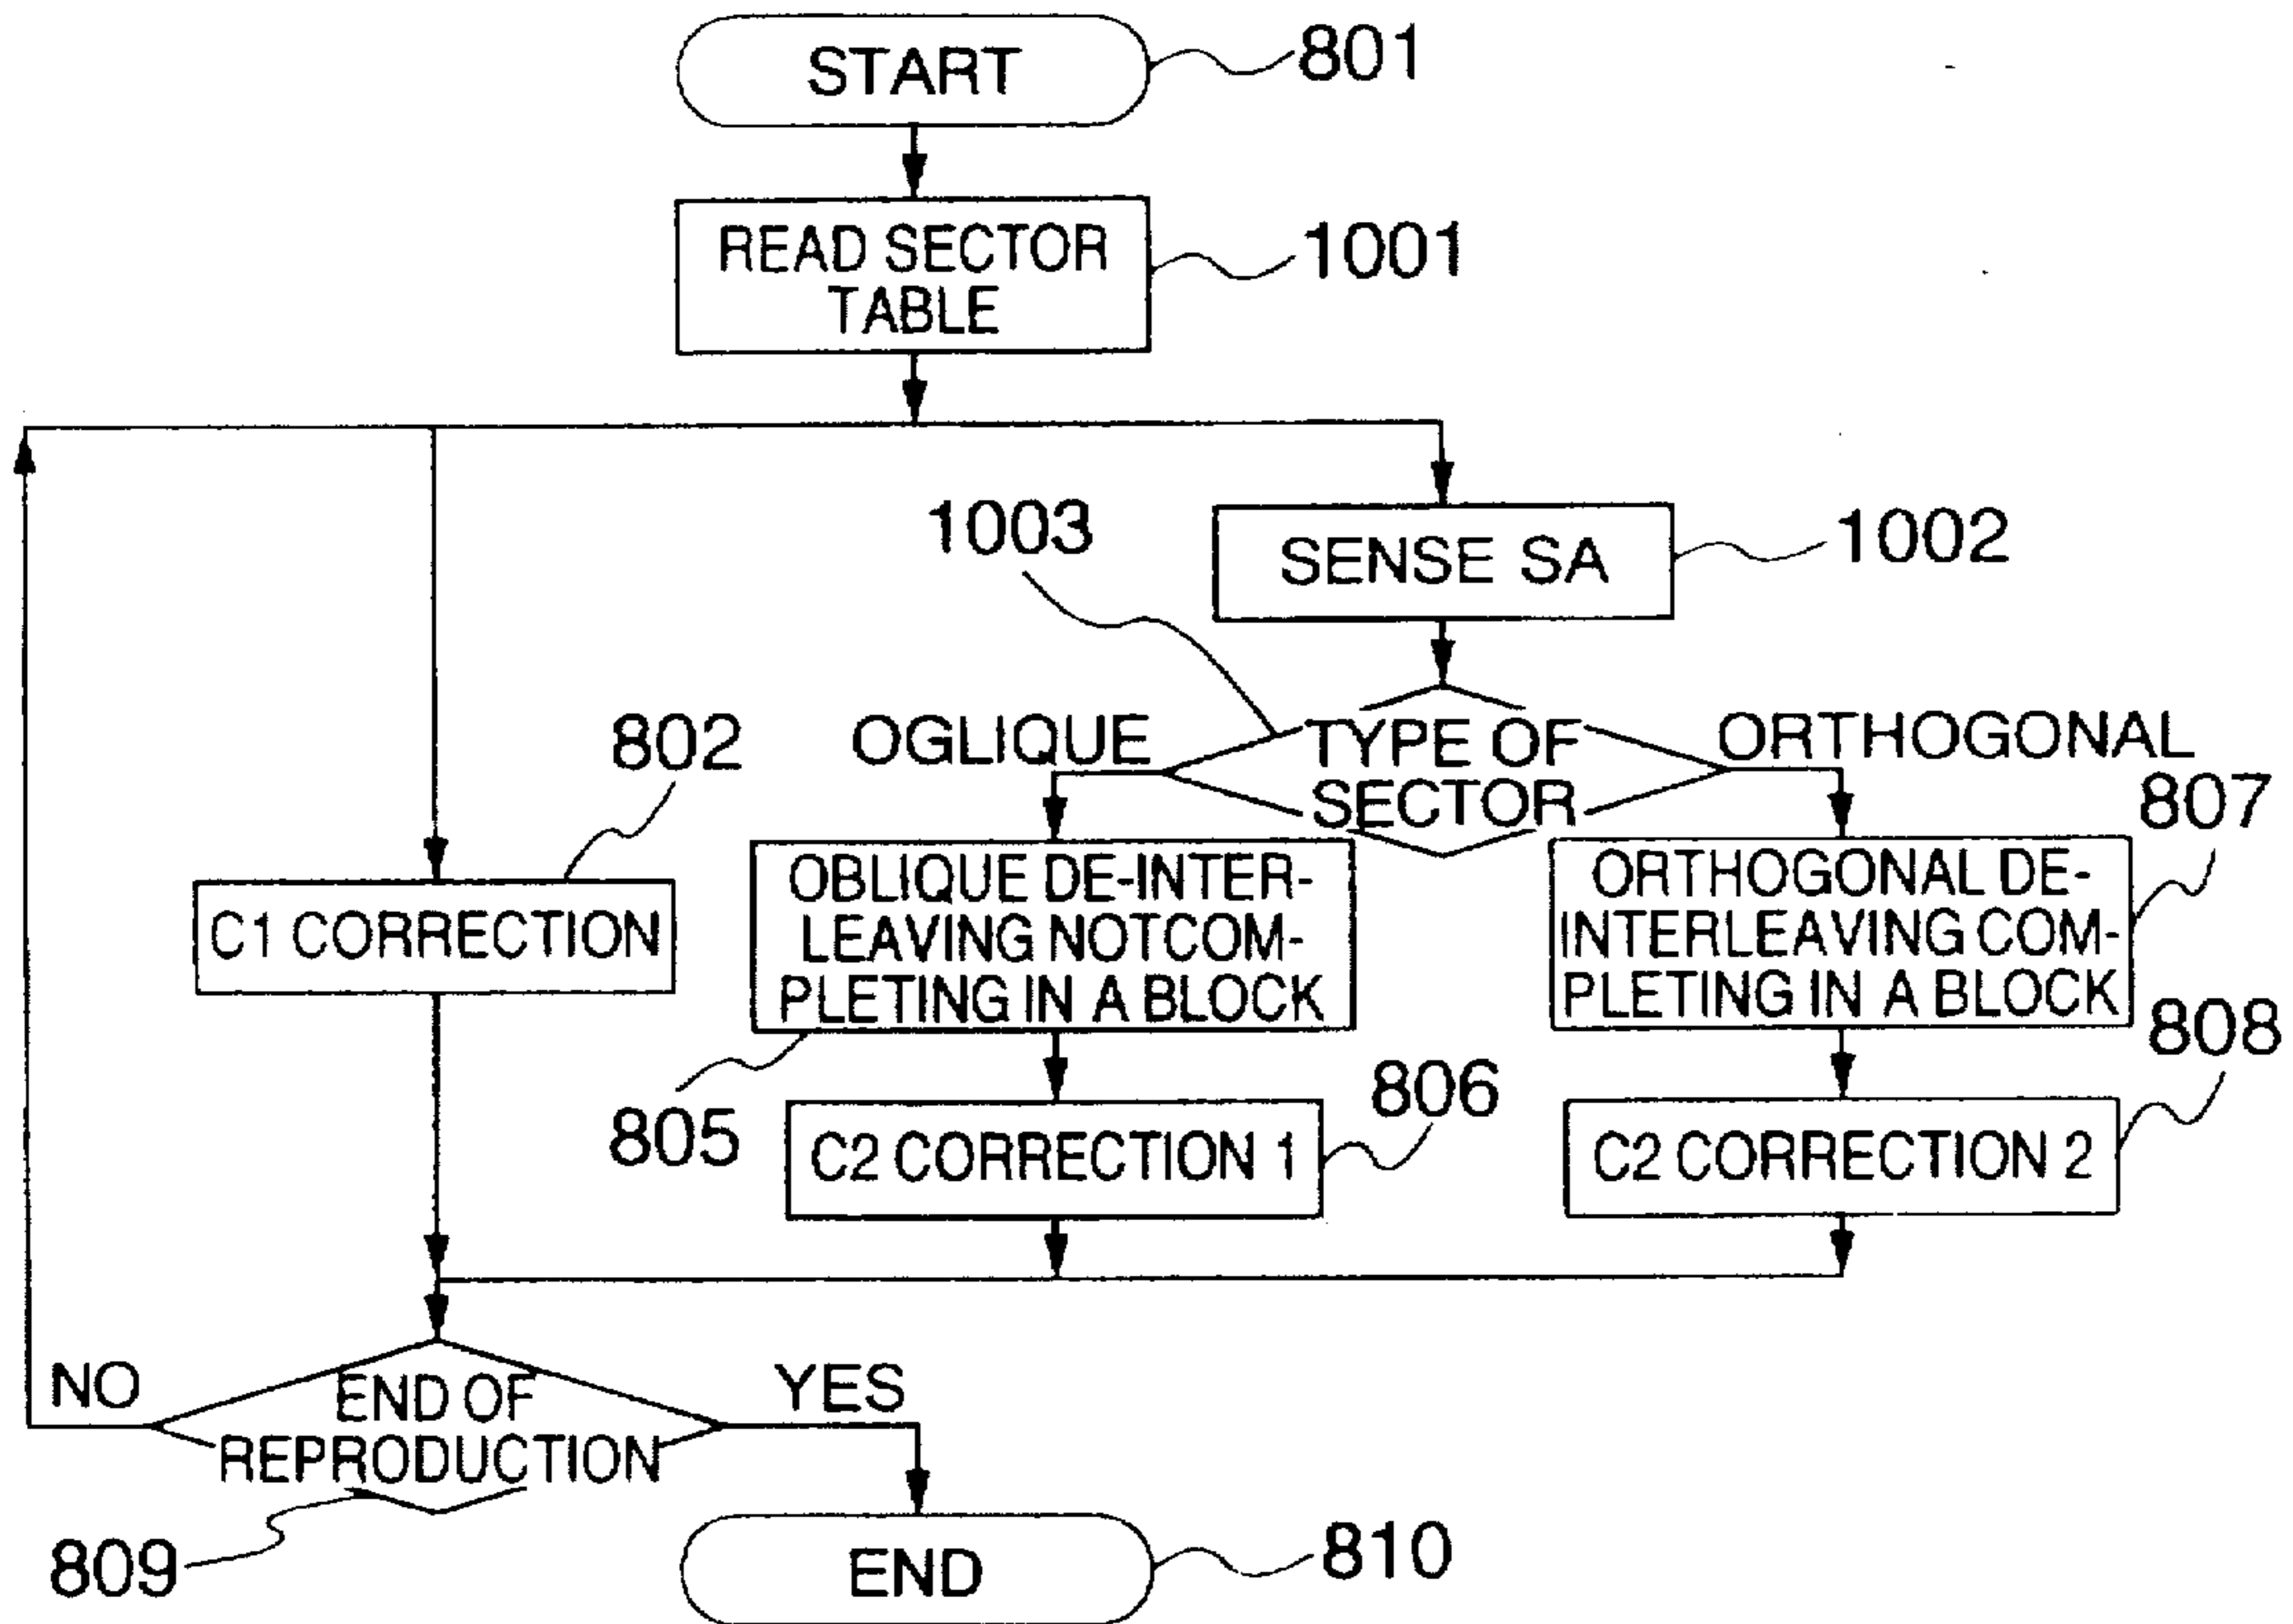 START
801
READ SECTOR
TABLE
1001
1003
SENSE SA
1002
802
OGLIQUE
TYPE OF
SECTOR
ORTHOGONAL
807
C1 CORRECTION
OBLIQUE DE-INTER-
LEAVING NOTCOM-
PLETING IN A BLOCK
ORTHOGONAL DE-
INTERLEAVING COM-
PLETING IN A BLOCK
808
805
806
C2 CORRECTION 1
C2 CORRECTION 2
NO
END OF
REPRODUCTION
YES
809
END
810